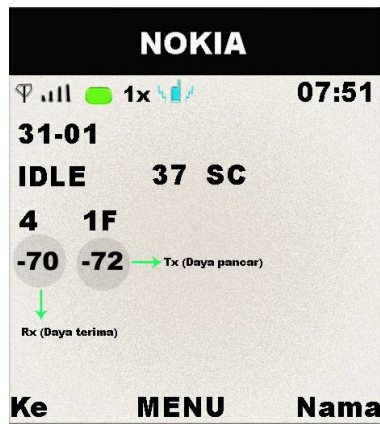 NOKIA
1x 07:51
31-01
IDLE 37 SC
4 1F
-70 -72 Tx (Daya pancar)
Rx (Daya terima)
Ke MENU Nama